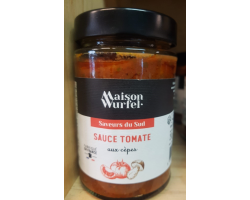 Maison
Wurfel
Saveurs du Sud
SAUCE TOMATE
aux cèpes